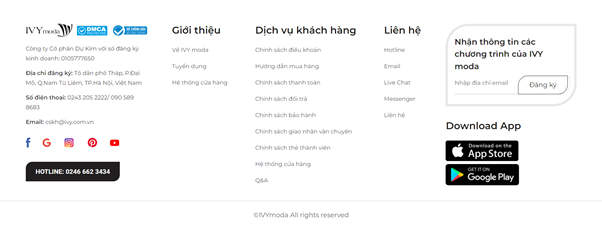 IVY moda
DMCA
PROTECTED
Công ty Cổ phần Dự Kim với số đăng ký
kinh doanh: 0105777650
Địa chỉ đăng ký: Tổ dân phố Tháp, P.Đại
Mỗ, Q.Nam Từ Liêm, TP.Hà Nội, Việt Nam
Số điện thoại: 0243 205 2222/ 090 589
8683
Email: cskh@ivy.com.vn
HOTLINE: 0246 662 3434
Giới thiệu
Về IVY moda
Tuyển dụng
Hệ thống cửa hàng
Dịch vụ khách hàng
Chính sách điều khoản
Hướng dẫn mua hàng
Chính sách thanh toán
Chính sách đổi trả
Chính sách bảo hành
Chính sách giao nhận vận chuyển
Chính sách thẻ thành viên
Hệ thống cửa hàng
Q&A
Liên hệ
Hotline
Email
Live Chat
Messenger
Liên hệ
Nhận thông tin các
chương trình của IVY
moda
Nhập địa chỉ email
Đăng ký
Download App
Download on the
App Store
GET IT ON
Google Play
©IVYmoda All rights reserved